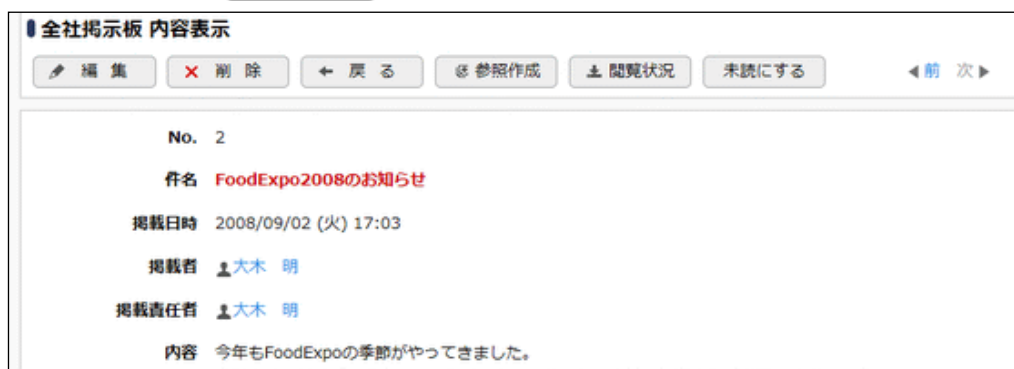 全社掲示板 内容表示
編 集 削 除 戻 る 参照作成 閲覧状況 未読にする 前 次
No. 2
件名 FoodExpo2008のお知らせ
掲載日時 2008/09/02 (火) 17:03
掲載者 大木 明
掲載責任者 大木 明
内容 今年もFoodExpoの季節がやってきました。